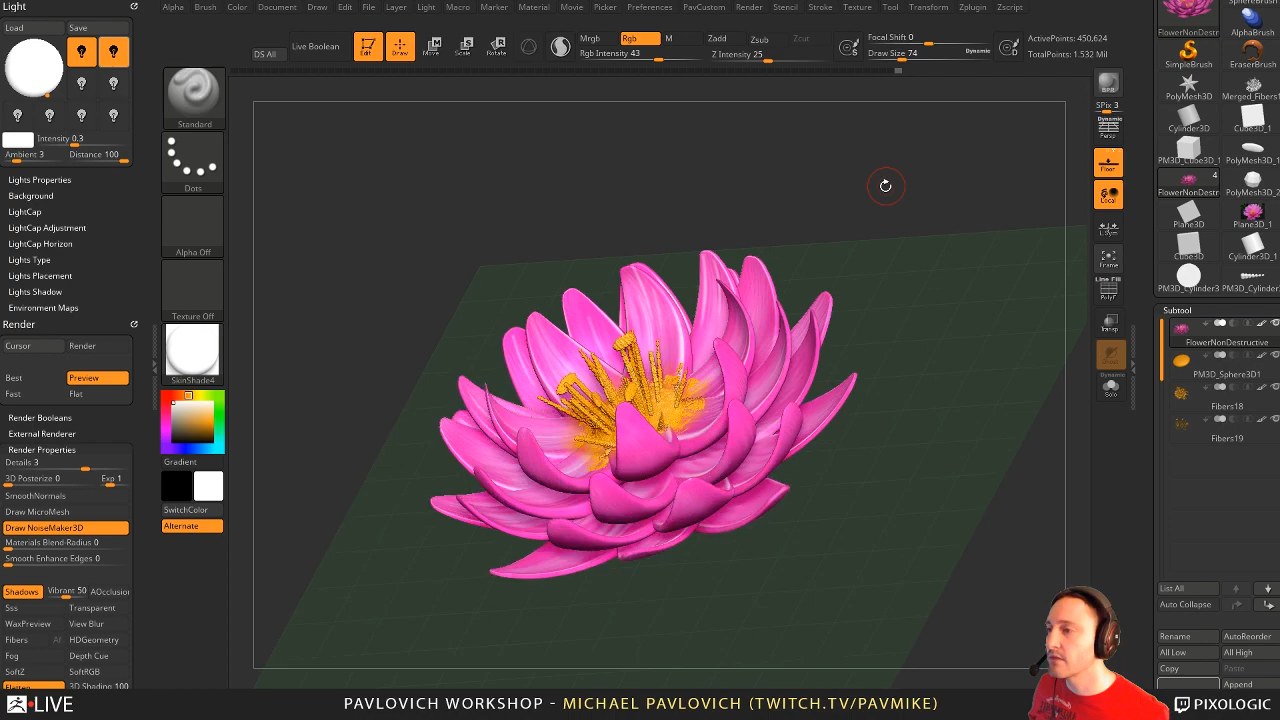 Light
Alpha Brush Color Document Draw Edit File Layer Light Macro Marker Material Movie Picker Preferences PavCustom Render Stencil Stroke Texture Tool Transform Zplugin Zscript
Load Save
DS All Live Boolean Edit Draw Move Scale Rotate
Mrgb Rgb M Zadd Zsub Zcut
Rgb Intensity 43 Z Intensity 25
Focal Shift 0
Draw Size 74 Dynamic
ActivePoints: 450,624
TotalPoints: 1.532 Mil
Intensity 0.3
Ambient 3 Distance 100
Lights Properties
Background
LightCap
LightCap Adjustment
LightCap Horizon
Lights Type
Lights Placement
Lights Shadow
Environment Maps
Render
Cursor Render
Best Preview
Fast Flat
Render Booleans
External Renderer
Render Properties
Details 3
3D Posterize 0 Exp 1
SmoothNormals
Draw MicroMesh
Draw NoiseMaker3D
Materials Blend-Radius 0
Smooth Enhance Edges 0
Shadows Vibrant 50 AOcclusion
Sss Transparent
WaxPreview View Blur
Fibers Af HDGeometry
Fog Depth Cue
SoftZ SoftRGB
Flatten 3D Shading 100
Standard
Dots
Alpha Off
Texture Off
SkinShade4
Gradient
SwitchColor
Alternate
BPR
SPix 3
Dynamic
Persp
Floor
Local
L.Sym
Frame
Line Fill
PolyF
Transp
Ghost
Dynamic
Solo
FlowerNonDestr AlphaBrush
SimpleBrush EraserBrush
PolyMesh3D Merged_Fibers1
Cylinder3D Cube3D_1
PM3D_Cube3D_1 PolyMesh3D_1
4
FlowerNonDestr PolyMesh3D_2
Plane3D Plane3D_1
Cube3D Cylinder3D_1
PM3D_Cylinder3 PM3D_Cylinder
Subtool
FlowerNonDestructive
PM3D_Sphere3D1
Fibers18
Fibers19
List All
Auto Collapse
Rename AutoReorder
All Low All High
Copy Paste
Append
LIVE
PAVLOVICH WORKSHOP - MICHAEL PAVLOVICH (TWITCH.TV/PAVMIKE)
PIXOLOGIC